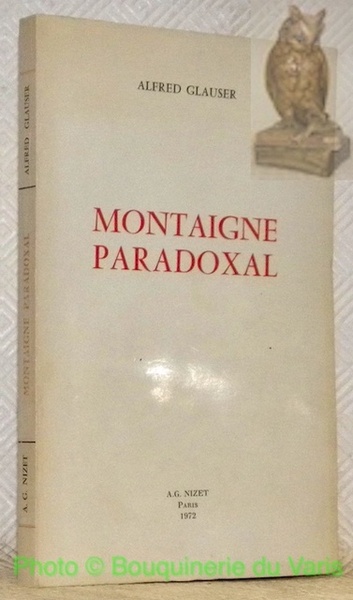 ALFRED GLAUSER
MONTAIGNE
PARADOXAL
A.G. NIZET
Paris
1972
ALFRED GLAUSER
MONTAIGNE PARADOXAL
A. G. NIZET
Photo © Bouquinerie du Varis